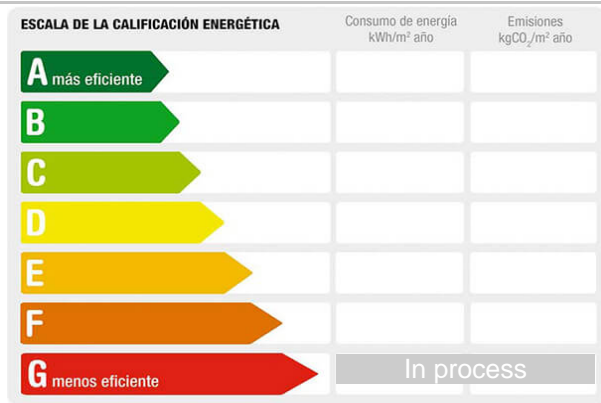 ESCALA DE LA CALIFICACIÓN ENERGÉTICA
Consumo de energía
kWh/m² año
Emisiones
kgCO₂/m² año
A más eficiente
B
C
D
E
F
G menos eficiente
In process